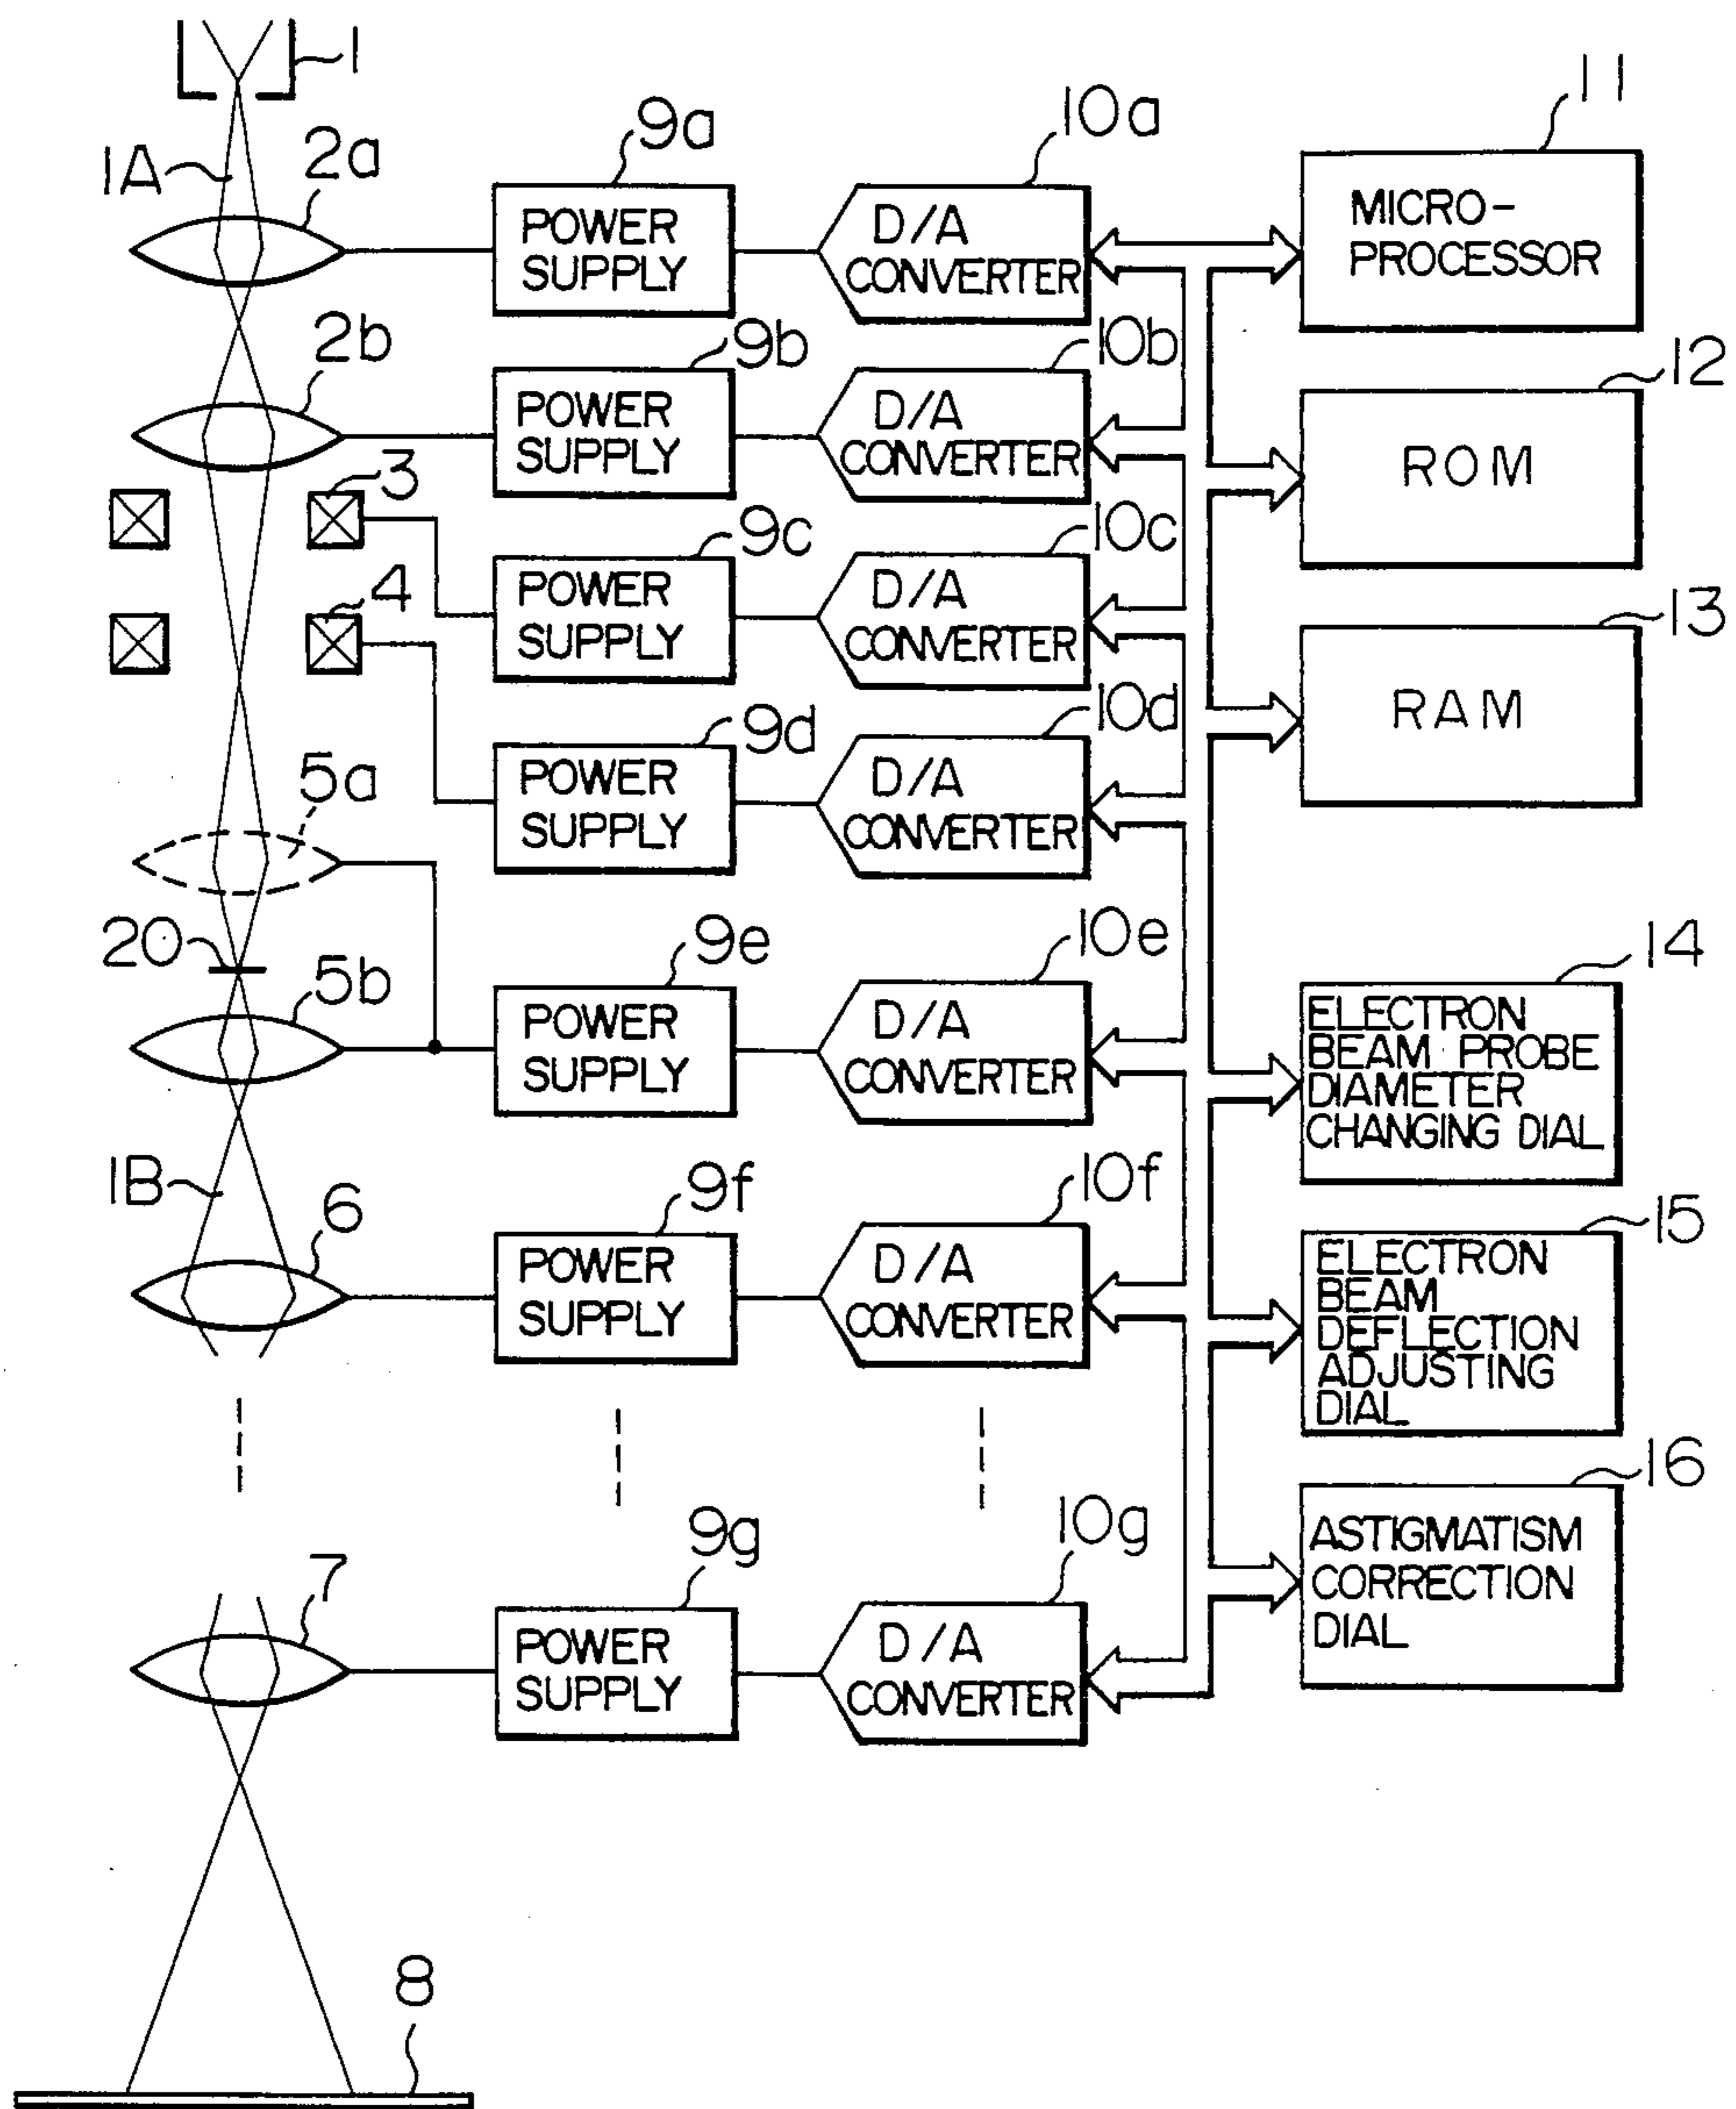 1
1A
2a
9a
10a
11
POWER
SUPPLY
D/A
CONVERTER
MICRO-
PROCESSOR
2b
9b
10b
12
POWER
SUPPLY
D/A
CONVERTER
ROM
3
9c
10c
POWER
SUPPLY
D/A
CONVERTER
4
13
RAM
9d
10d
POWER
SUPPLY
D/A
CONVERTER
5a
20
5b
9e
10e
14
POWER
SUPPLY
D/A
CONVERTER
ELECTRON
BEAM PROBE
DIAMETER
CHANGING DIAL
1B
6
9f
10f
15
POWER
SUPPLY
D/A
CONVERTER
ELECTRON
BEAM
DEFLECTION
ADJUSTING
DIAL
7
9g
10g
16
POWER
SUPPLY
D/A
CONVERTER
ASTIGMATISM
CORRECTION
DIAL
8